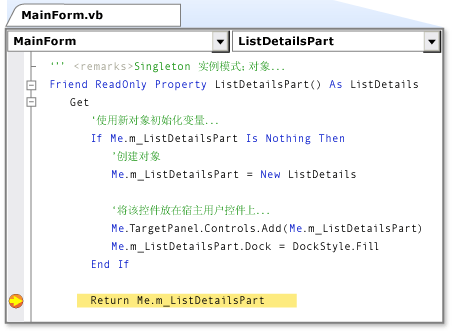 MainForm.vb
MainForm ListDetailsPart
''' <remarks>Singleton 实例模式;对象...
Friend ReadOnly Property ListDetailsPart() As ListDetails
Get
'使用新对象初始化变量...
If Me.m_ListDetailsPart Is Nothing Then
'创建对象
Me.m_ListDetailsPart = New ListDetails
'将该控件放在宿主用户控件上...
Me.TargetPanel.Controls.Add(Me.m_ListDetailsPart)
Me.m_ListDetailsPart.Dock = DockStyle.Fill
End If
Return Me.m_ListDetailsPart